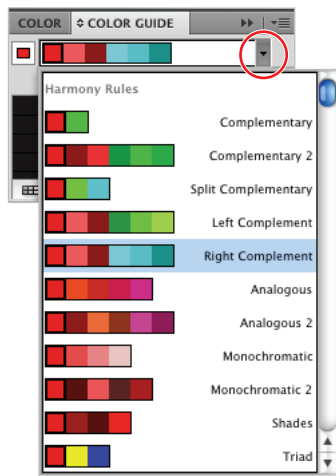 COLOR COLOR GUIDE
Harmony Rules
Complementary
Complementary 2
Split Complementary
Left Complement
Right Complement
Analogous
Analogous 2
Monochromatic
Monochromatic 2
Shades
Triad